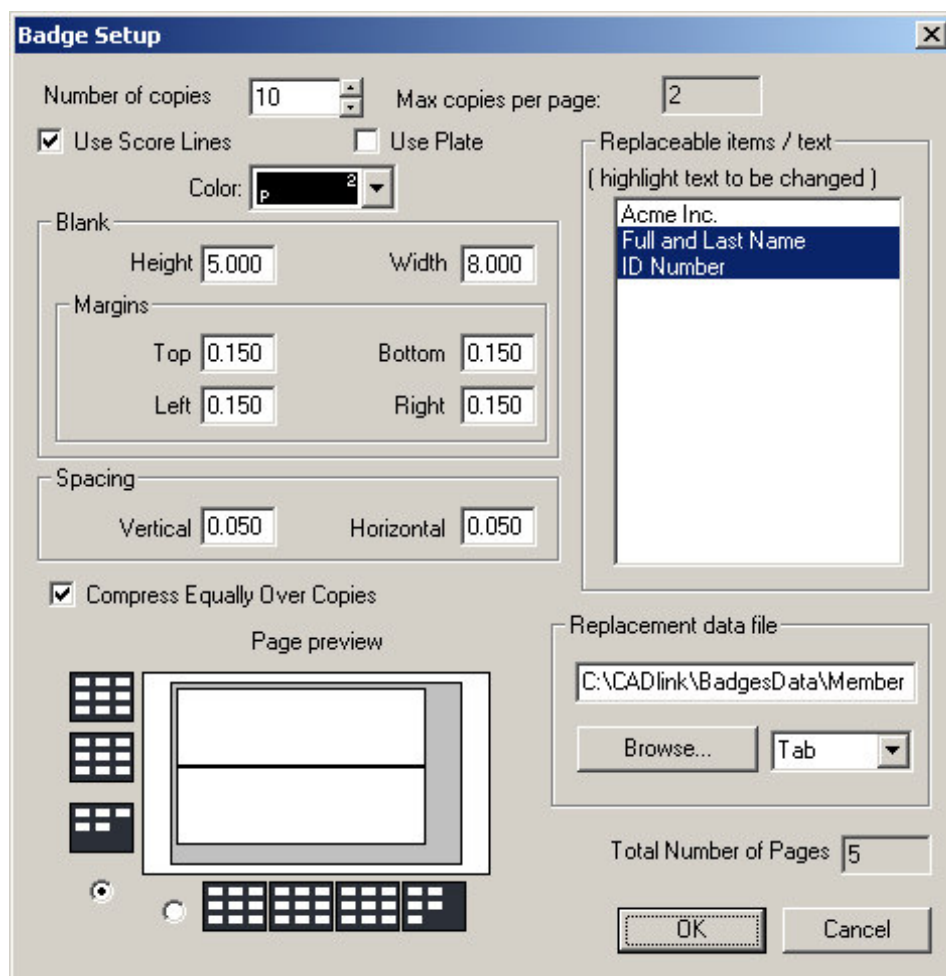 Badge Setup
Number of copies 10 Max copies per page: 2
Use Score Lines Use Plate
Color: p 2
Blank
Height 5.000 Width 8.000
Margins
Top 0.150 Bottom 0.150
Left 0.150 Right 0.150
Spacing
Vertical 0.050 Horizontal 0.050
Compress Equally Over Copies
Page preview
Replaceable items / text
( highlight text to be changed )
Acme Inc.
Full and Last Name
ID Number
Replacement data file
C:\CADlink\BadgesData\Member
Browse... Tab
Total Number of Pages 5
OK Cancel